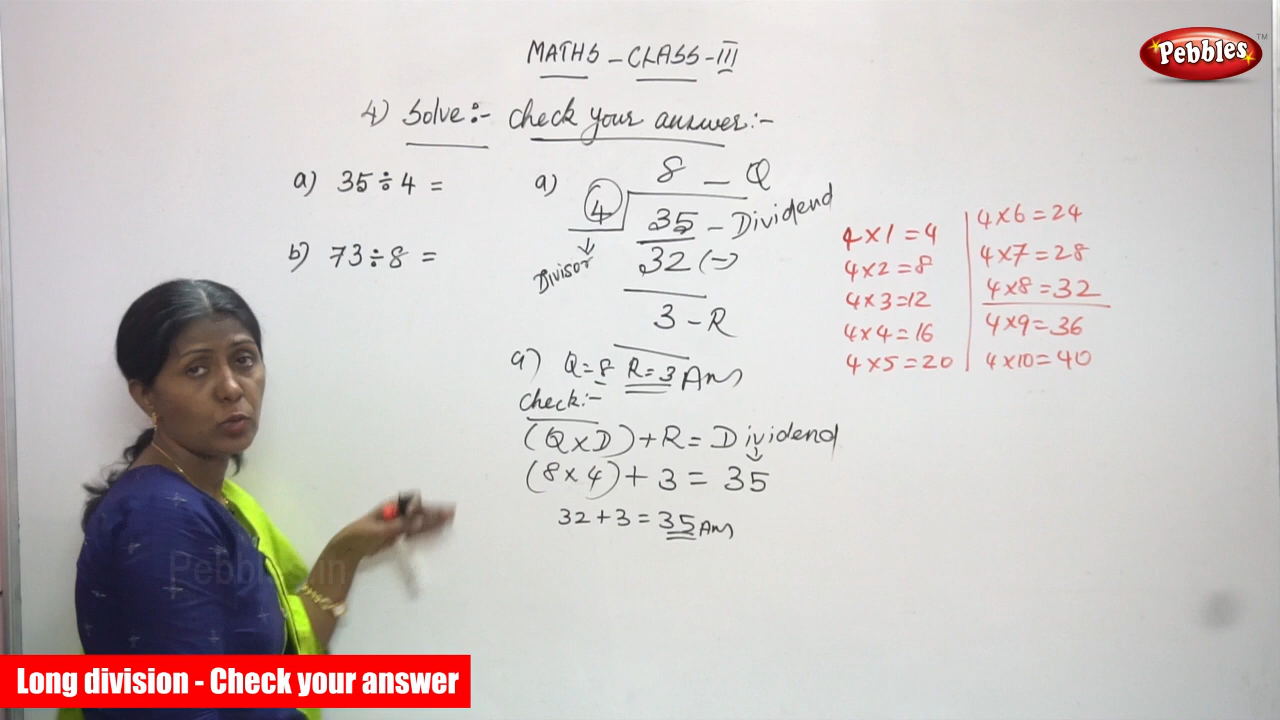 MATHS - CLASS - III
Pebbles TM
4) Solve:- Check your answer:-
a) 35 ÷ 4 =
b) 73 ÷ 8 =
a) 8 - Q
4 35 - Dividend
Divisor 32 (-)
3 - R
a) Q = 8 R = 3 Ans
Check:-
(Q×D) + R = Dividend
(8 × 4) + 3 = 35
32 + 3 = 35 Ans
4 × 1 = 4
4 × 2 = 8
4 × 3 = 12
4 × 4 = 16
4 × 5 = 20
4 × 6 = 24
4 × 7 = 28
4 × 8 = 32
4 × 9 = 36
4 × 10 = 40
Long division - Check your answer